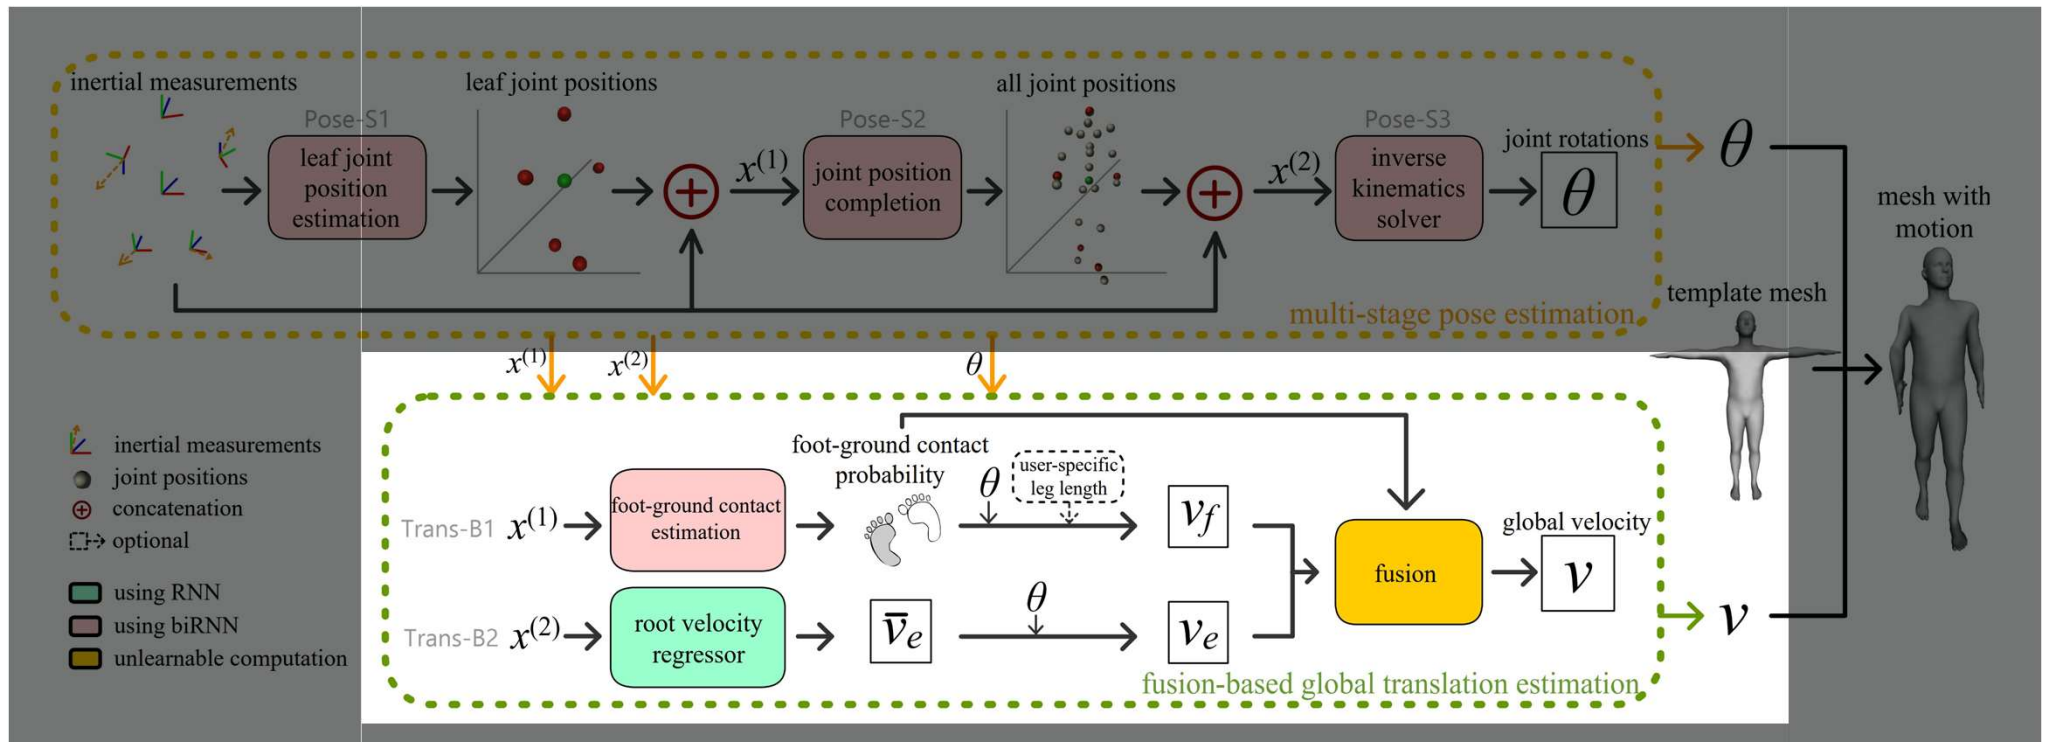 inertial measurements
leaf joint positions
all joint positions
Pose-S1
Pose-S2
Pose-S3
leaf joint
position
estimation
x(1)
joint position
completion
x(2)
inverse
kinematics
solver
joint rotations
θ
θ
mesh with
motion
template mesh
multi-stage pose estimation
x(1)
x(2)
θ
inertial measurements
joint positions
concatenation
optional
using RNN
using biRNN
unlearnable computation
foot-ground contact
probability
θ
user-specific
leg length
Trans-B1 x(1)
foot-ground contact
estimation
vf
global velocity
fusion
v
v
Trans-B2 x(2)
root velocity
regressor
v̄e
θ
ve
fusion-based global translation estimation